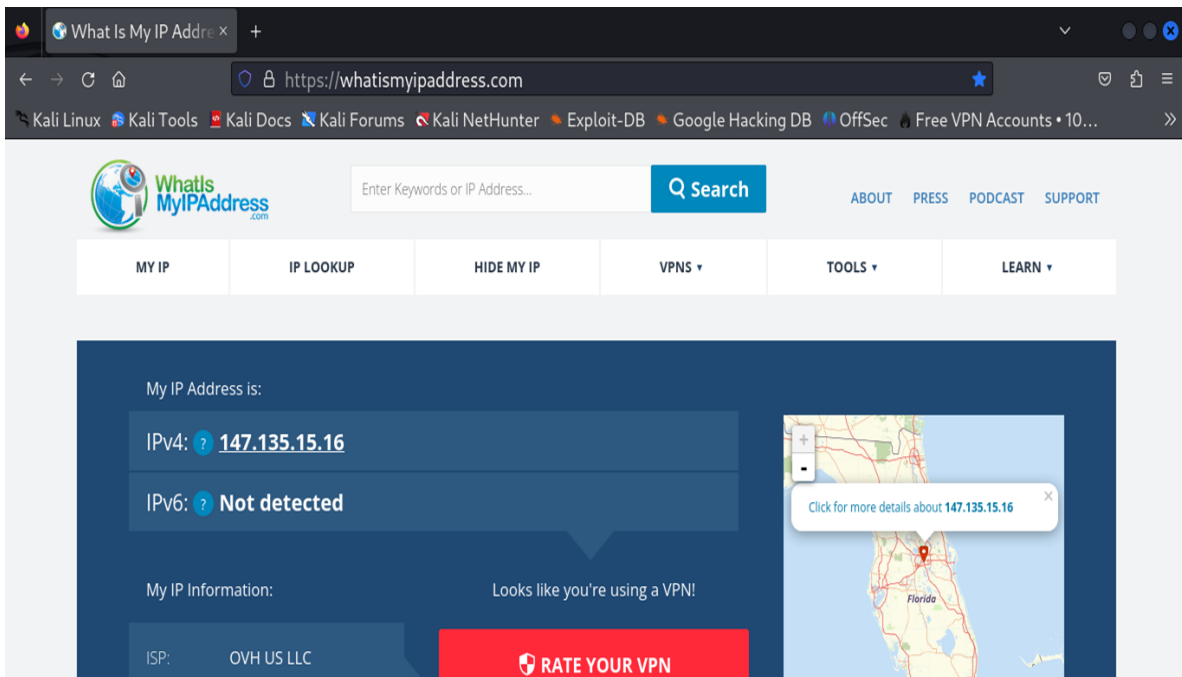 What Is My IP Addre
https://whatismyipaddress.com
Kali Linux Kali Tools Kali Docs Kali Forums Kali NetHunter Exploit-DB Google Hacking DB OffSec Free VPN Accounts • 10…
WhatIs
MyIPAddress
.com
Enter Keywords or IP Address...
Search
ABOUT PRESS PODCAST SUPPORT
MY IP IP LOOKUP HIDE MY IP VPNS TOOLS LEARN
My IP Address is:
IPv4: ? 147.135.15.16
IPv6: ? Not detected
+
-
Click for more details about 147.135.15.16
×
Florida
My IP Information:
Looks like you're using a VPN!
ISP: OVH US LLC
RATE YOUR VPN